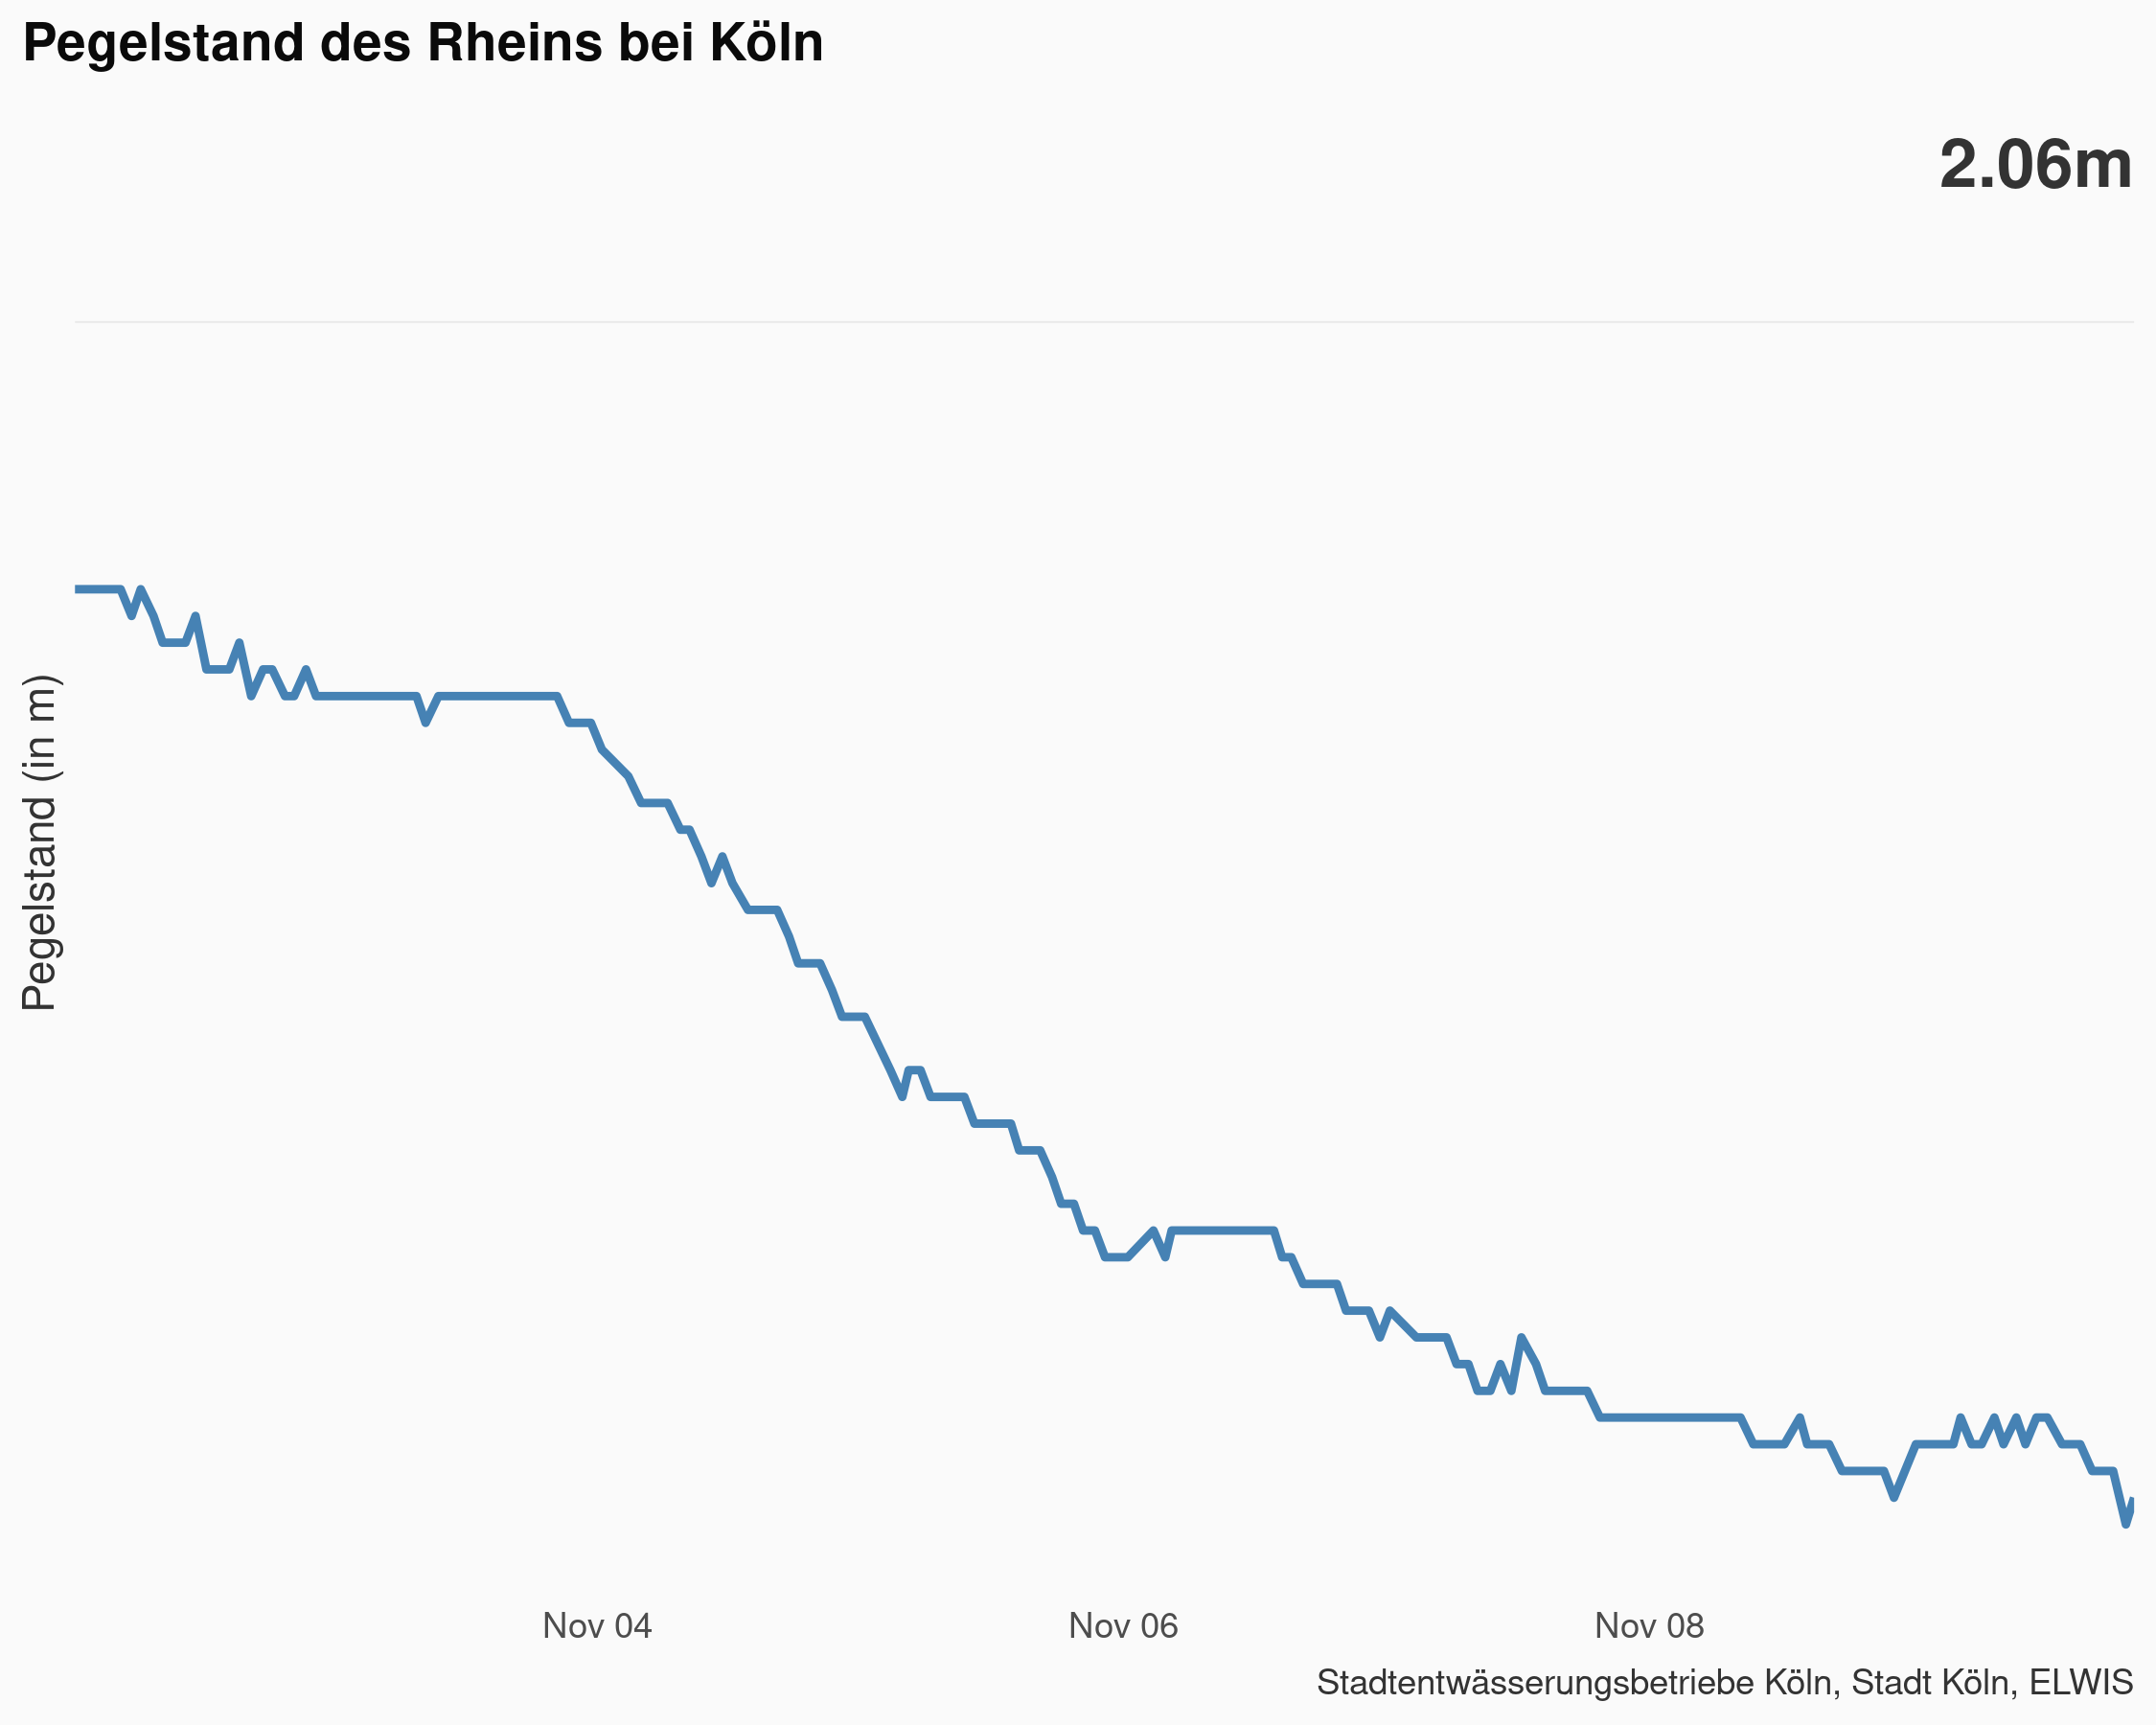 Pegelstand des Rheins bei Köln
2.06m
Pegelstand (in m)
Nov 04 Nov 06 Nov 08
Stadtentwässerungsbetriebe Köln, Stadt Köln, ELWIS